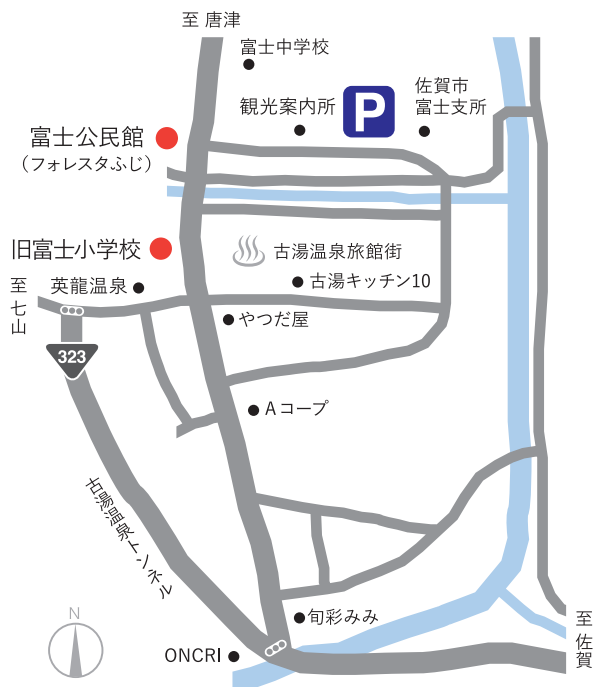 至 唐津
富士中学校
観光案内所
P
佐賀市
富士支所
富士公民館
（フォレスタふじ）
旧富士小学校
古湯温泉旅館街
至 七山
英龍温泉
古湯キッチン10
やつだ屋
323
Aコープ
古湯温泉トンネル
N
旬彩みみ
ONCRI
至 佐賀